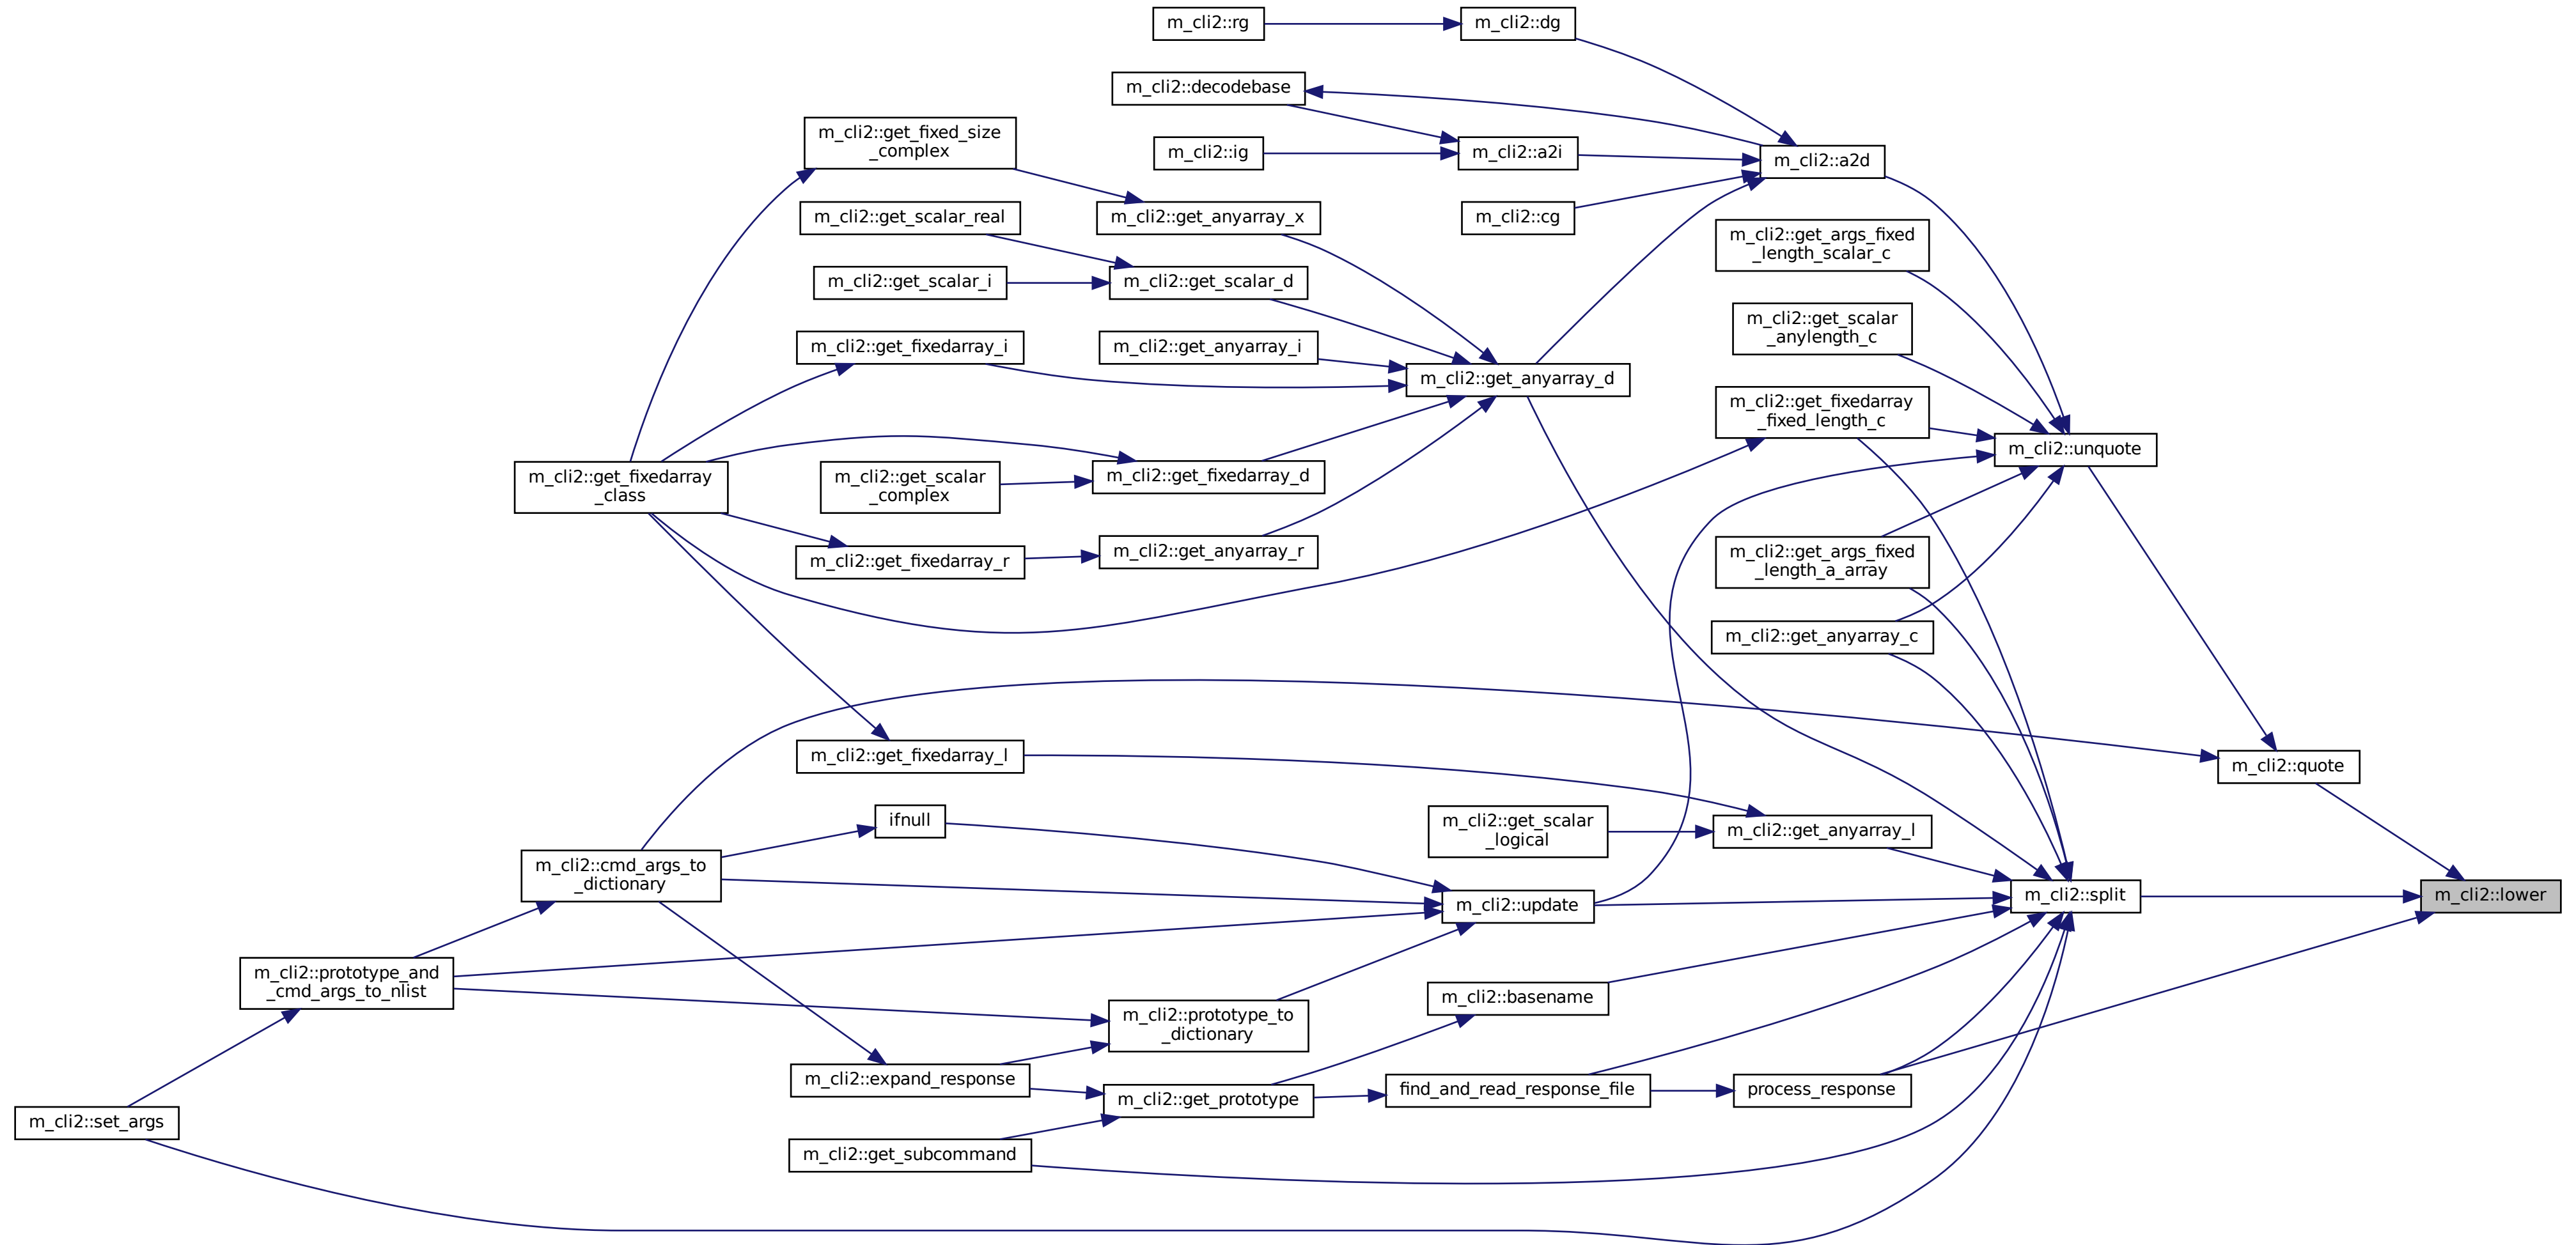 m_cli2::rg
m_cli2::dg
m_cli2::decodebase
m_cli2::get_fixed_size
_complex
m_cli2::ig
m_cli2::a2i
m_cli2::a2d
m_cli2::get_scalar_real
m_cli2::get_anyarray_x
m_cli2::cg
m_cli2::get_args_fixed
_length_scalar_c
m_cli2::get_scalar_i
m_cli2::get_scalar_d
m_cli2::get_scalar
_anylength_c
m_cli2::get_fixedarray_i
m_cli2::get_anyarray_i
m_cli2::get_anyarray_d
m_cli2::get_fixedarray
_fixed_length_c
m_cli2::unquote
m_cli2::get_fixedarray
_class
m_cli2::get_scalar
_complex
m_cli2::get_fixedarray_d
m_cli2::get_fixedarray_r
m_cli2::get_anyarray_r
m_cli2::get_args_fixed
_length_a_array
m_cli2::get_anyarray_c
m_cli2::get_fixedarray_l
m_cli2::quote
ifnull
m_cli2::get_scalar
_logical
m_cli2::get_anyarray_l
m_cli2::cmd_args_to
_dictionary
m_cli2::update
m_cli2::split
m_cli2::lower
m_cli2::prototype_and
_cmd_args_to_nlist
m_cli2::basename
m_cli2::prototype_to
_dictionary
m_cli2::expand_response
m_cli2::get_prototype
find_and_read_response_file
process_response
m_cli2::set_args
m_cli2::get_subcommand